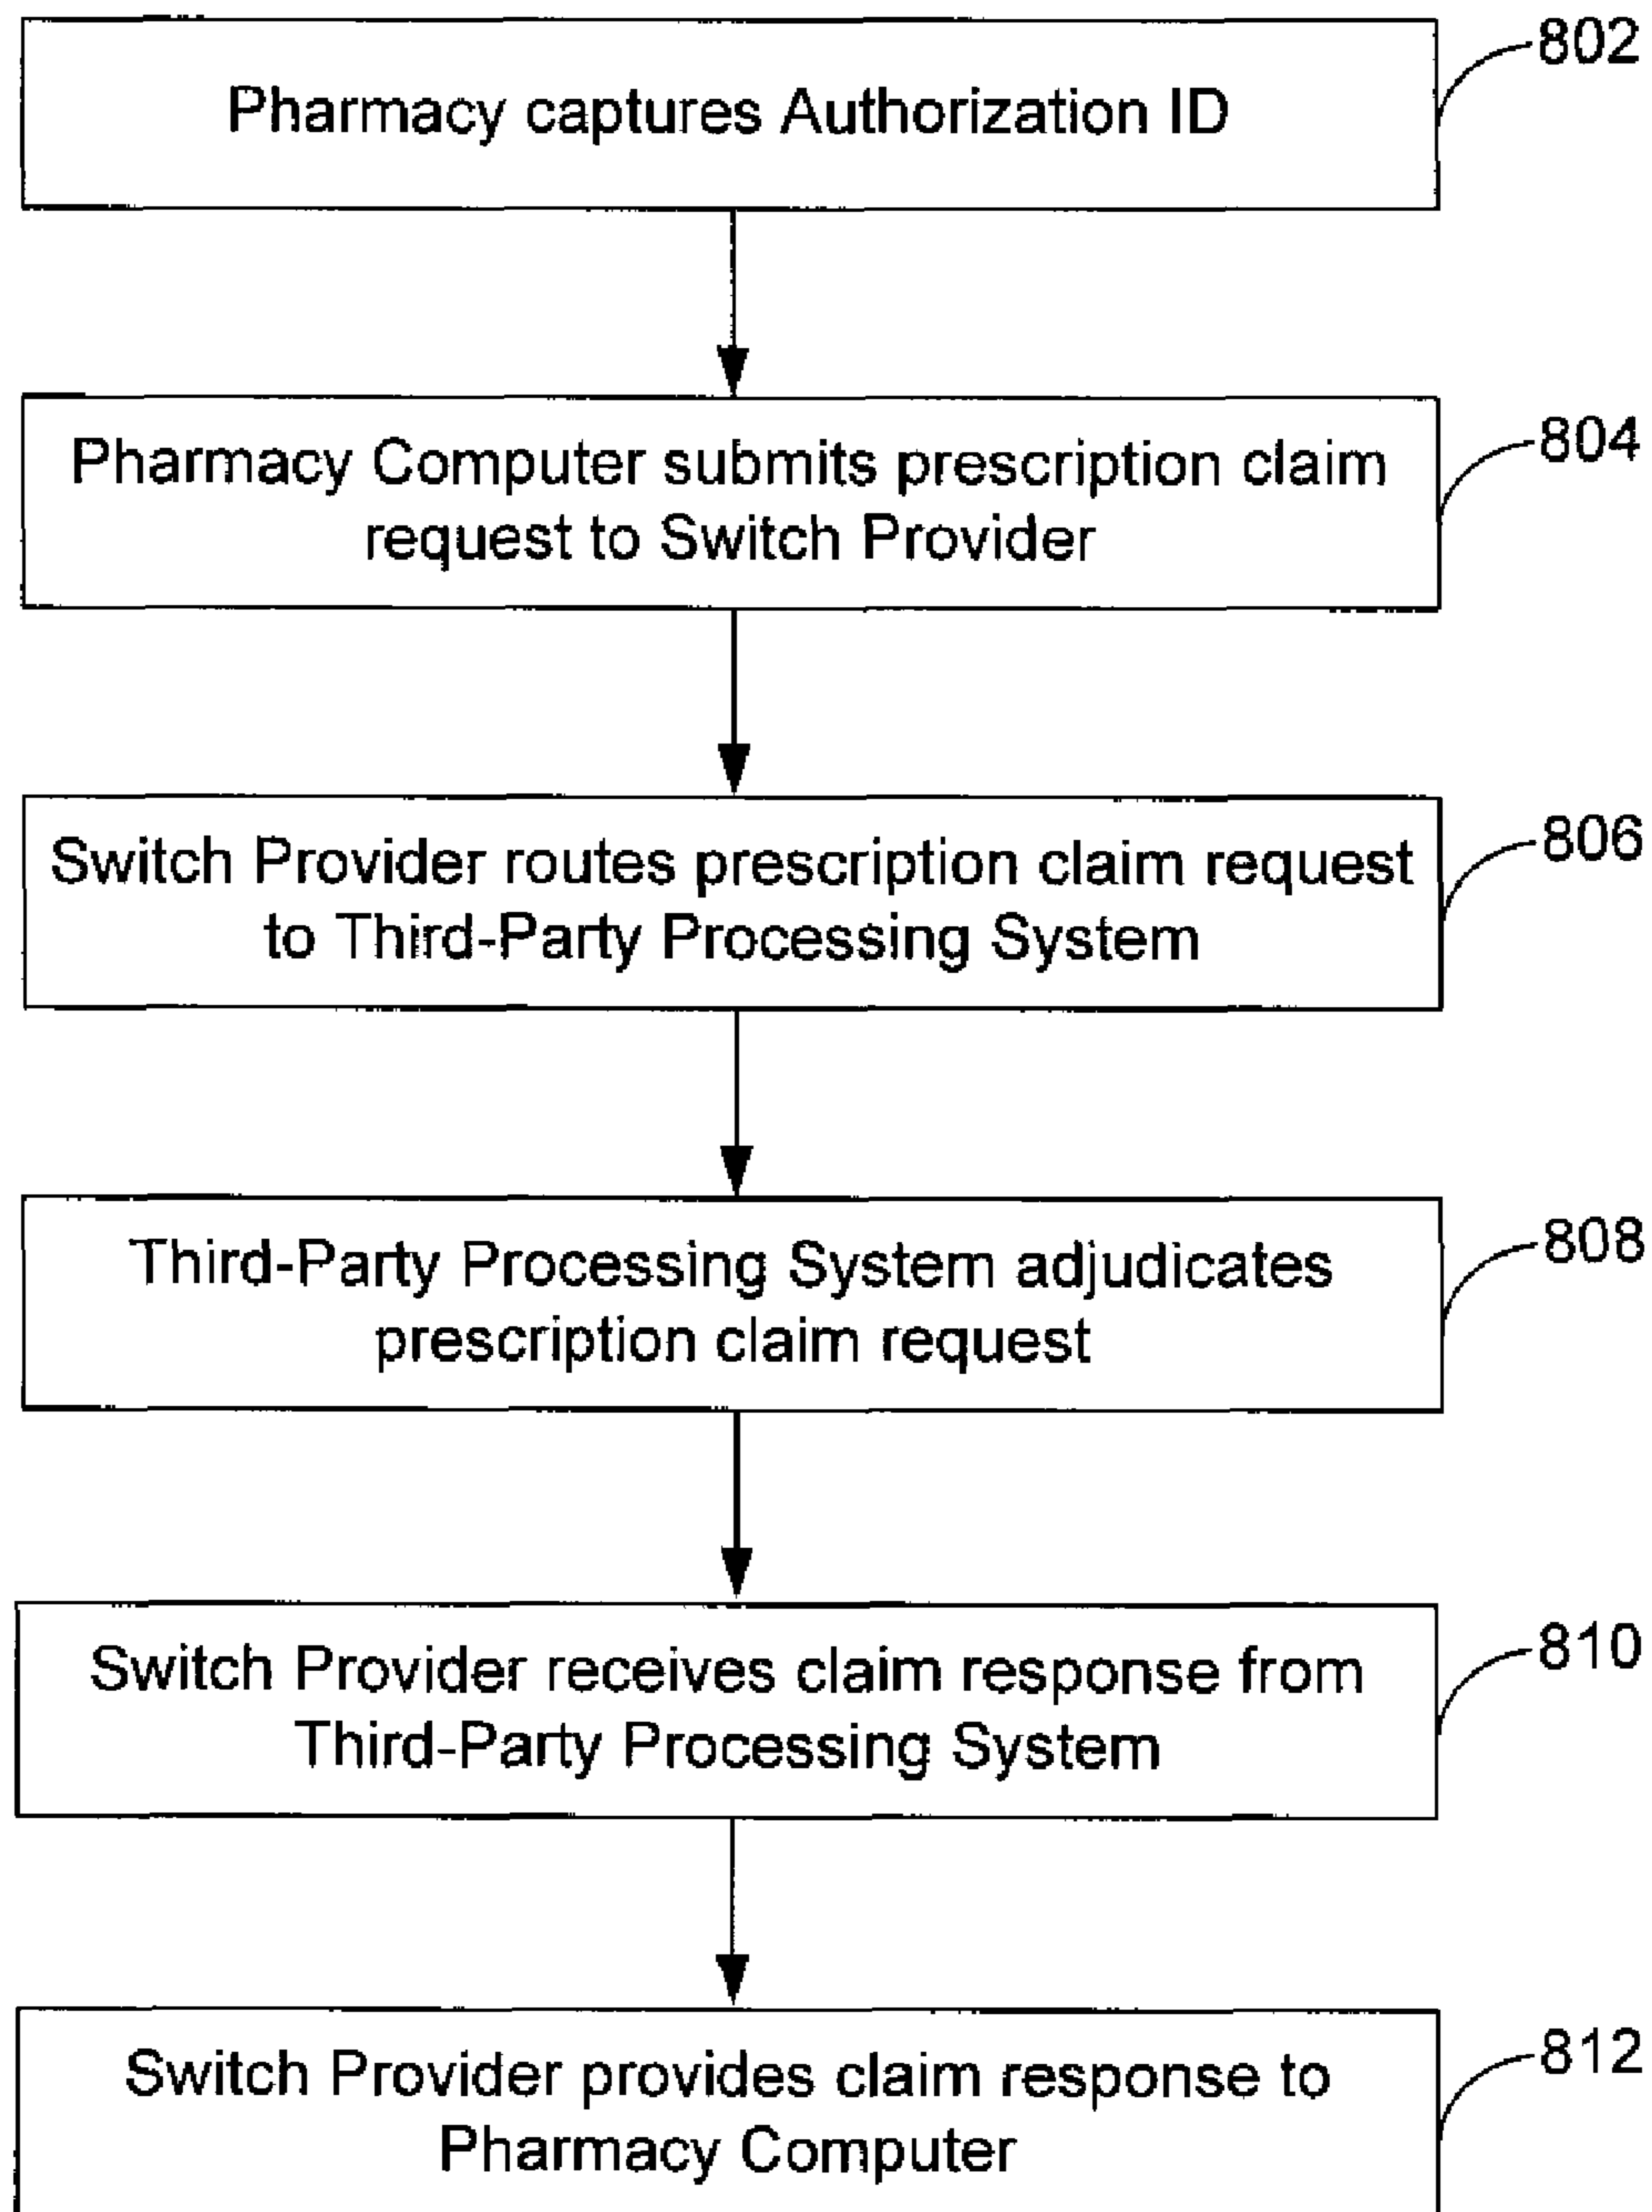 802
Pharmacy captures Authorization ID
804
Pharmacy Computer submits prescription claim
request to Switch Provider
806
Switch Provider routes prescription claim request
to Third-Party Processing System
808
Third-Party Processing System adjudicates
prescription claim request
810
Switch Provider receives claim response from
Third-Party Processing System
812
Switch Provider provides claim response to
Pharmacy Computer